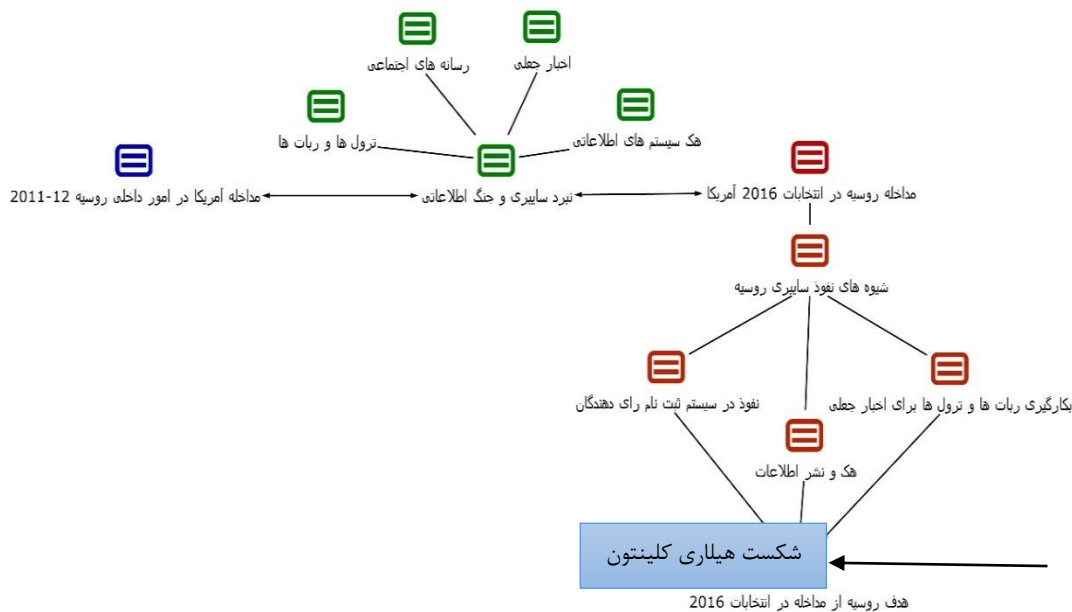 اخبار جعلی
رسانه های اجتماعی
هک سیستم های اطلاعاتی
ترول ها و ربات ها
مداخله روسیه در انتخابات 2016 آمریکا
نبرد سایبری و جنگ اطلاعاتی
مداخله آمریکا در امور داخلی روسیه 12-2011
شیوه های نفوذ سایبری روسیه
بکارگیری ربات ها و ترول ها برای اخبار جعلی
نفوذ در سیستم ثبت نام رای دهندگان
هک و نشر اطلاعات
شکست هیلاری کلینتون
هدف روسیه از مداخله در انتخابات 2016